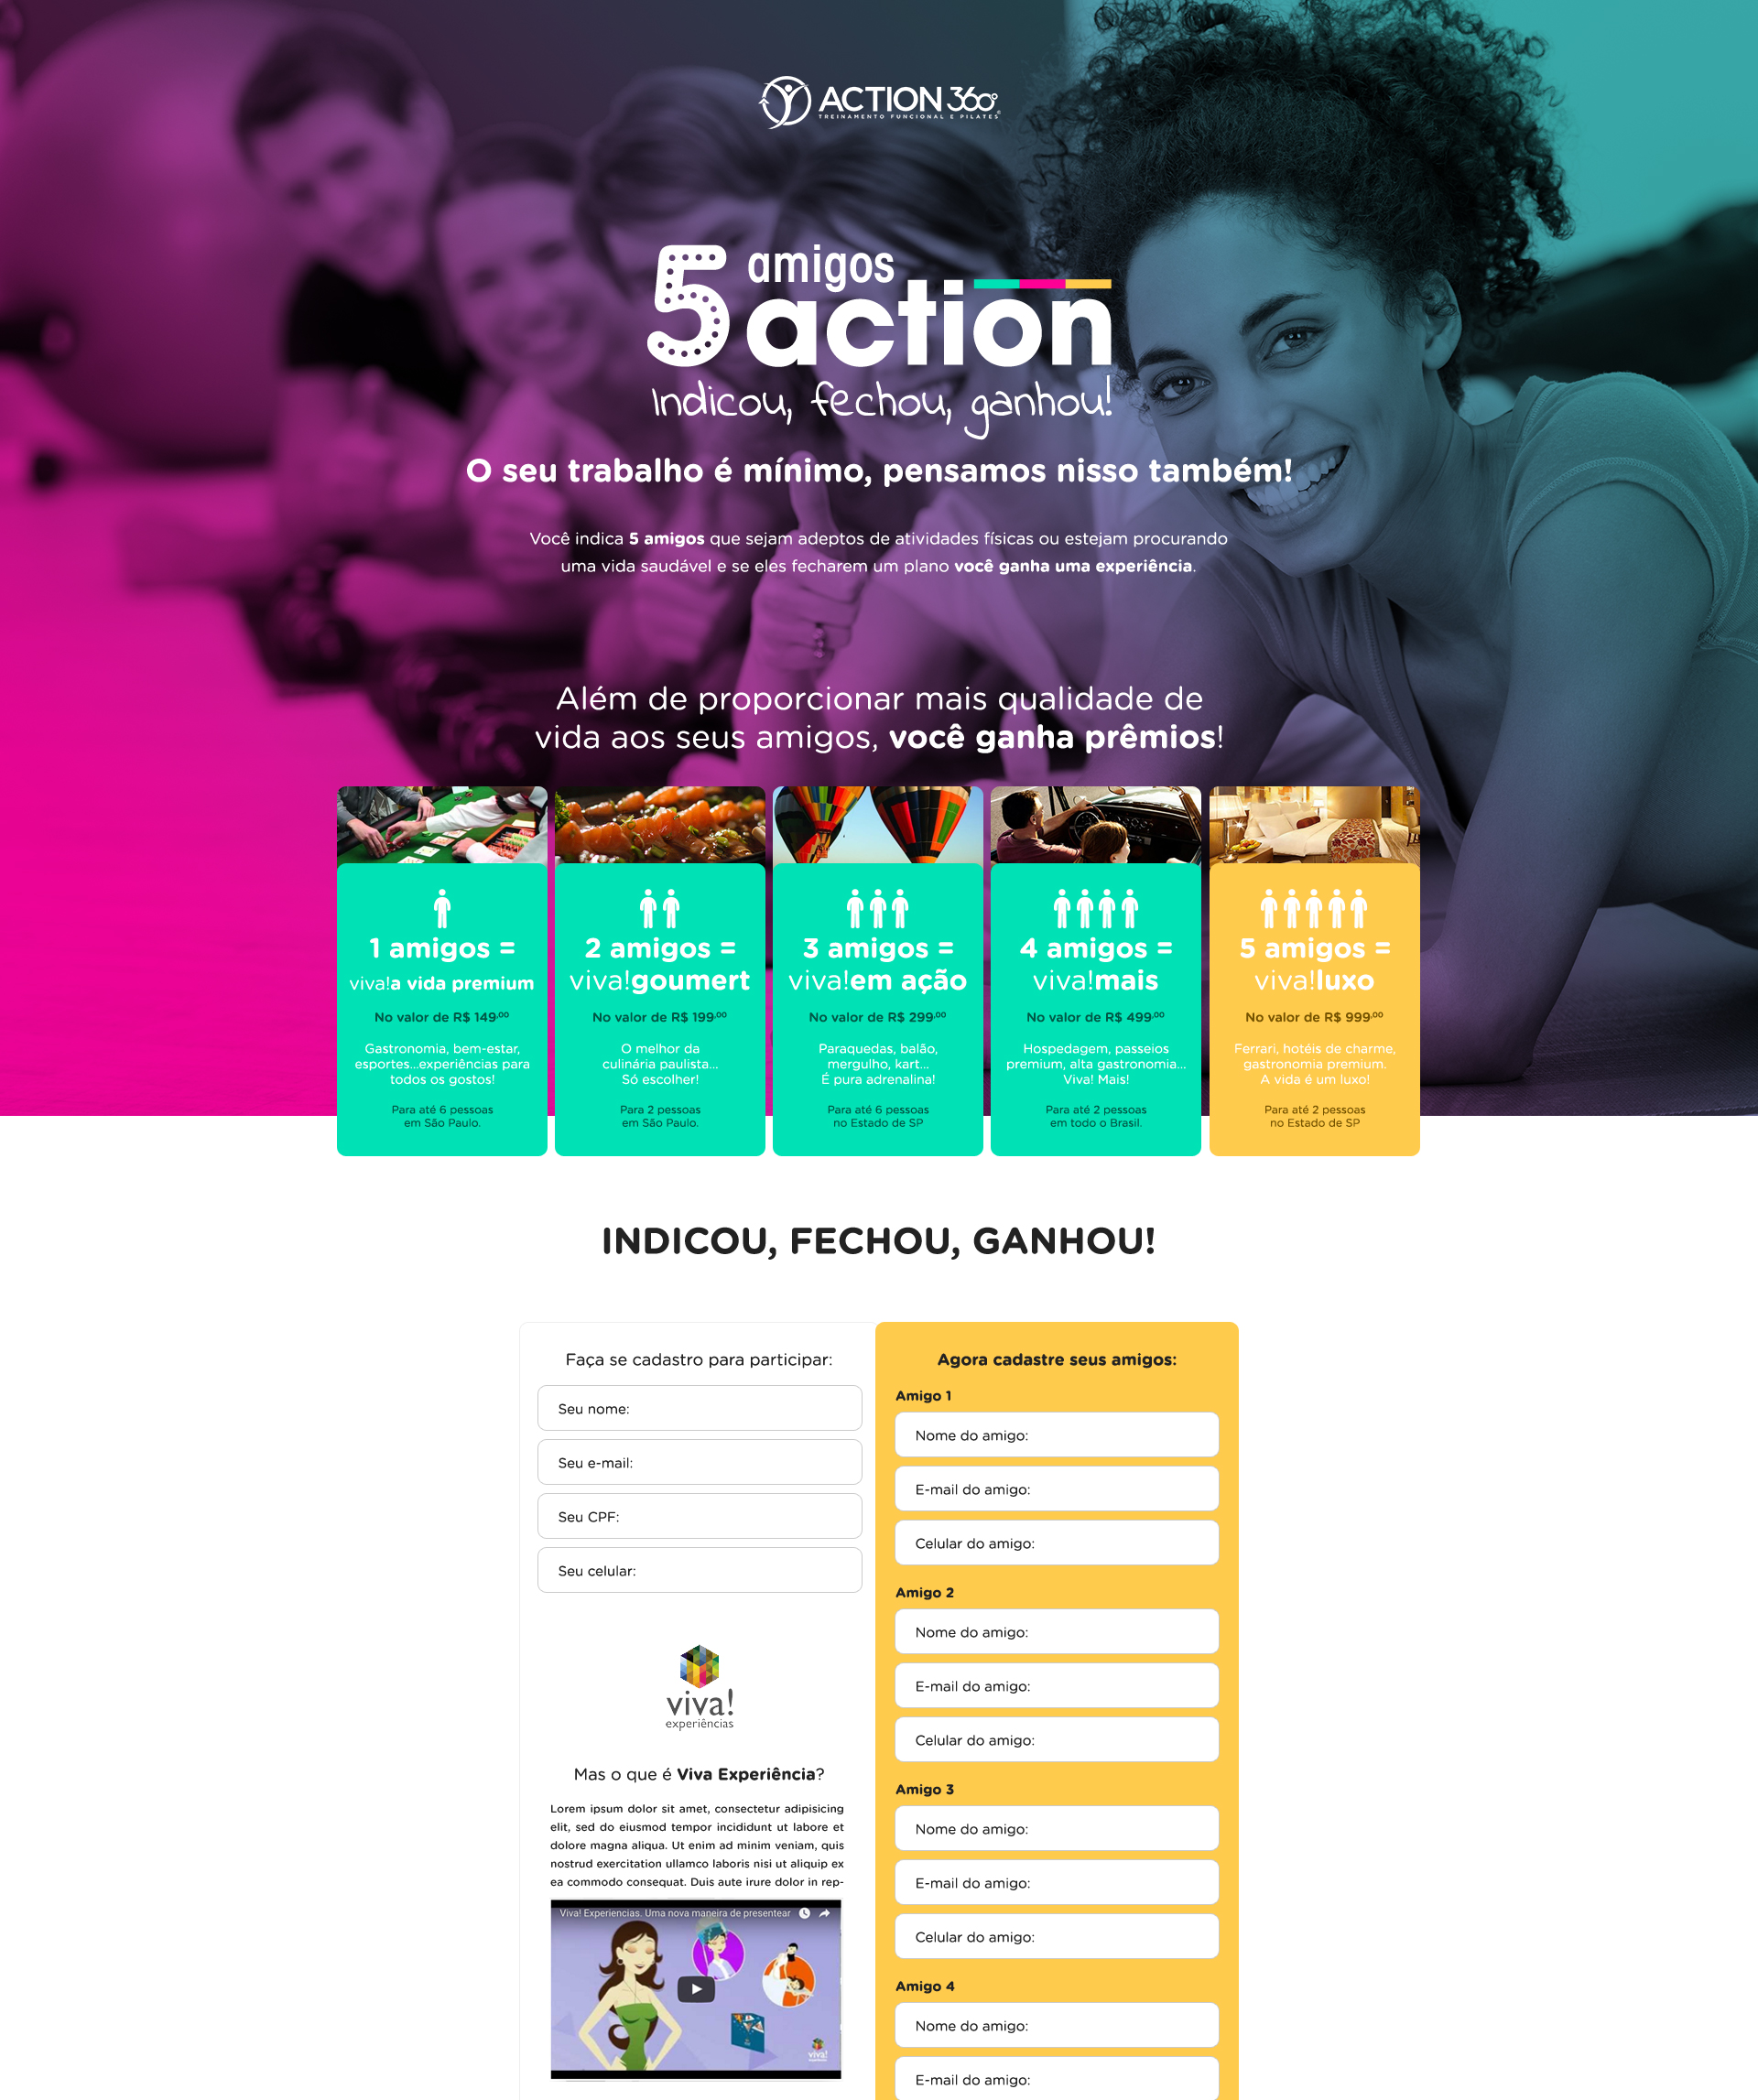 ACTION 360º
TREINAMENTO FUNCIONAL E PILATES
5 amigos
action
Indicou, fechou, ganhou!
O seu trabalho é mínimo, pensamos nisso também!
Você indica 5 amigos que sejam adeptos de atividades físicas ou estejam procurando
uma vida saudável e se eles fecharem um plano você ganha uma experiência.
Além de proporcionar mais qualidade de
vida aos seus amigos, você ganha prêmios!
1 amigos =
viva!a vida premium
No valor de R$ 149,00
Gastronomia, bem-estar,
esportes...experiências para
todos os gostos!
Para até 6 pessoas
em São Paulo.
2 amigos =
viva!goumert
No valor de R$ 199,00
O melhor da
culinária paulista...
Só escolher!
Para 2 pessoas
em São Paulo.
3 amigos =
viva!em ação
No valor de R$ 299,00
Paraquedas, balão,
mergulho, kart...
É pura adrenalina!
Para até 6 pessoas
no Estado de SP
4 amigos =
viva!mais
No valor de R$ 499,00
Hospedagem, passeios
premium, alta gastronomia...
Viva! Mais!
Para até 2 pessoas
em todo o Brasil.
5 amigos =
viva!luxo
No valor de R$ 999,00
Ferrari, hotéis de charme,
gastronomia premium.
A vida é um luxo!
Para até 2 pessoas
no Estado de SP
INDICOU, FECHOU, GANHOU!
Faça se cadastro para participar:
Seu nome:
Seu e-mail:
Seu CPF:
Seu celular:
viva!
experiências
Mas o que é Viva Experiência?
Lorem ipsum dolor sit amet, consectetur adipisicing
elit, sed do eiusmod tempor incididunt ut labore et
dolore magna aliqua. Ut enim ad minim veniam, quis
nostrud exercitation ullamco laboris nisi ut aliquip ex
ea commodo consequat. Duis aute irure dolor in rep-
Viva! Experiencias. Uma nova maneira de presentear
viva!
experiências
Agora cadastre seus amigos:
Amigo 1
Nome do amigo:
E-mail do amigo:
Celular do amigo:
Amigo 2
Nome do amigo:
E-mail do amigo:
Celular do amigo:
Amigo 3
Nome do amigo:
E-mail do amigo:
Celular do amigo:
Amigo 4
Nome do amigo:
E-mail do amigo: